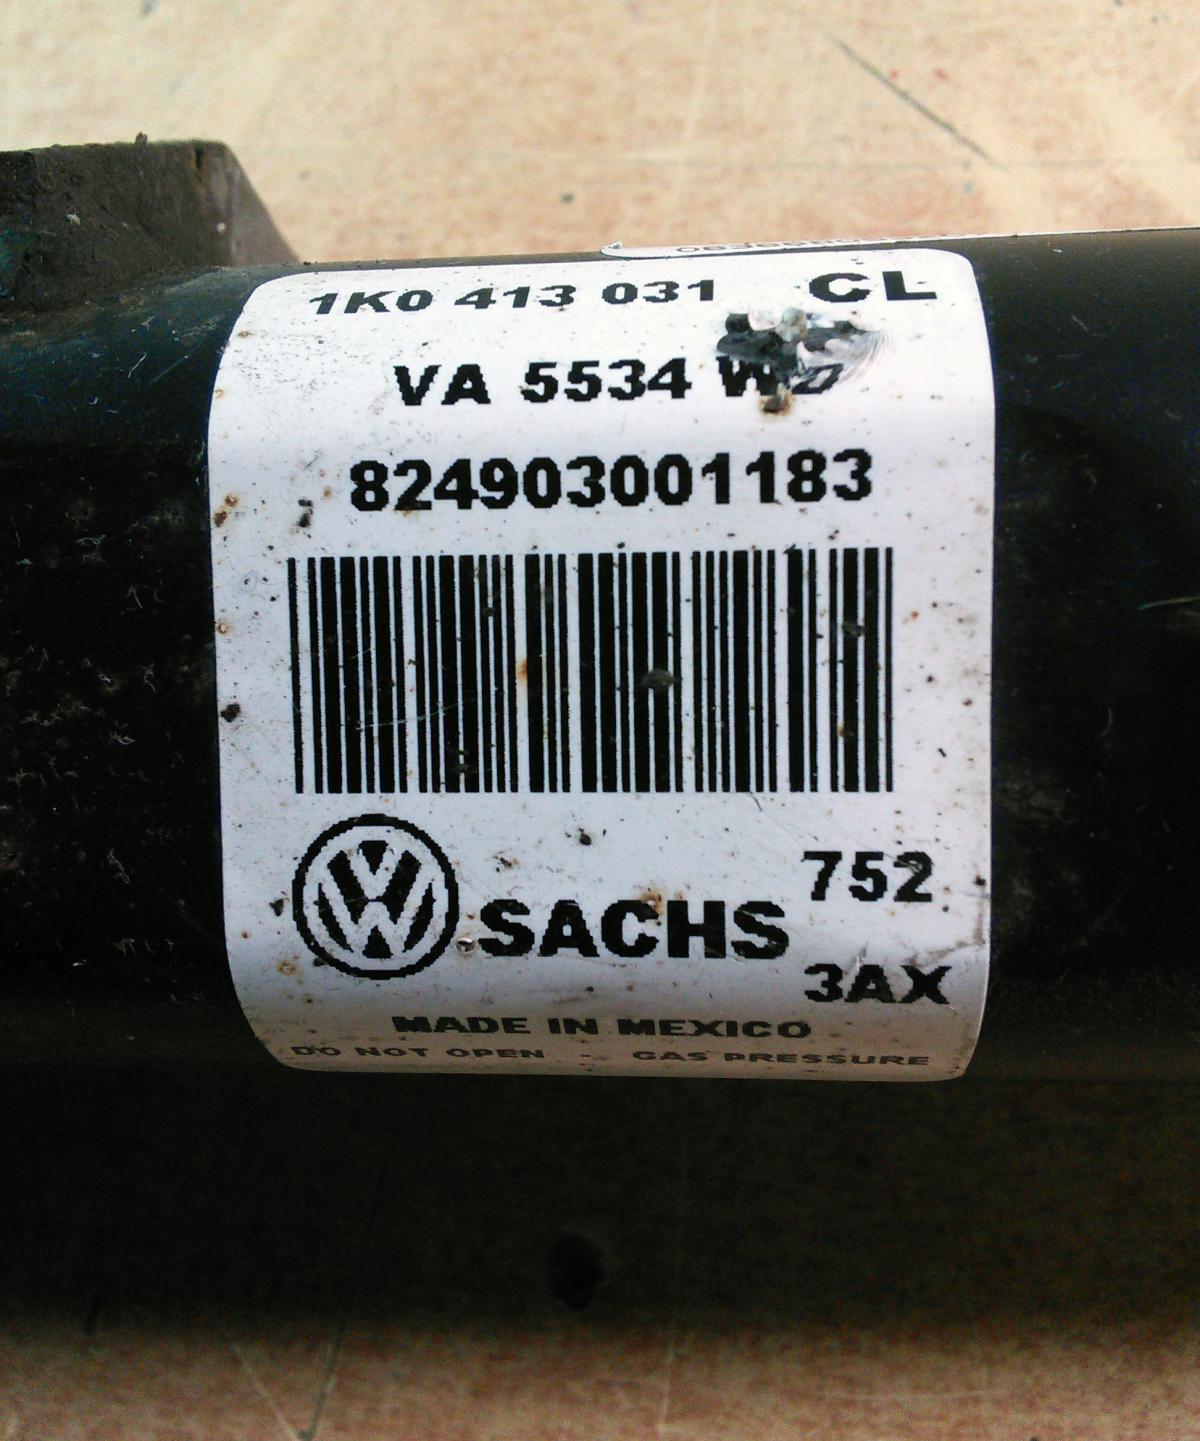 1K0 413 031 CL
VA 5534
824903001183
752
SACHS
3AX
MADE IN MEXICO
DO NOT OPEN - GAS PRESSURE